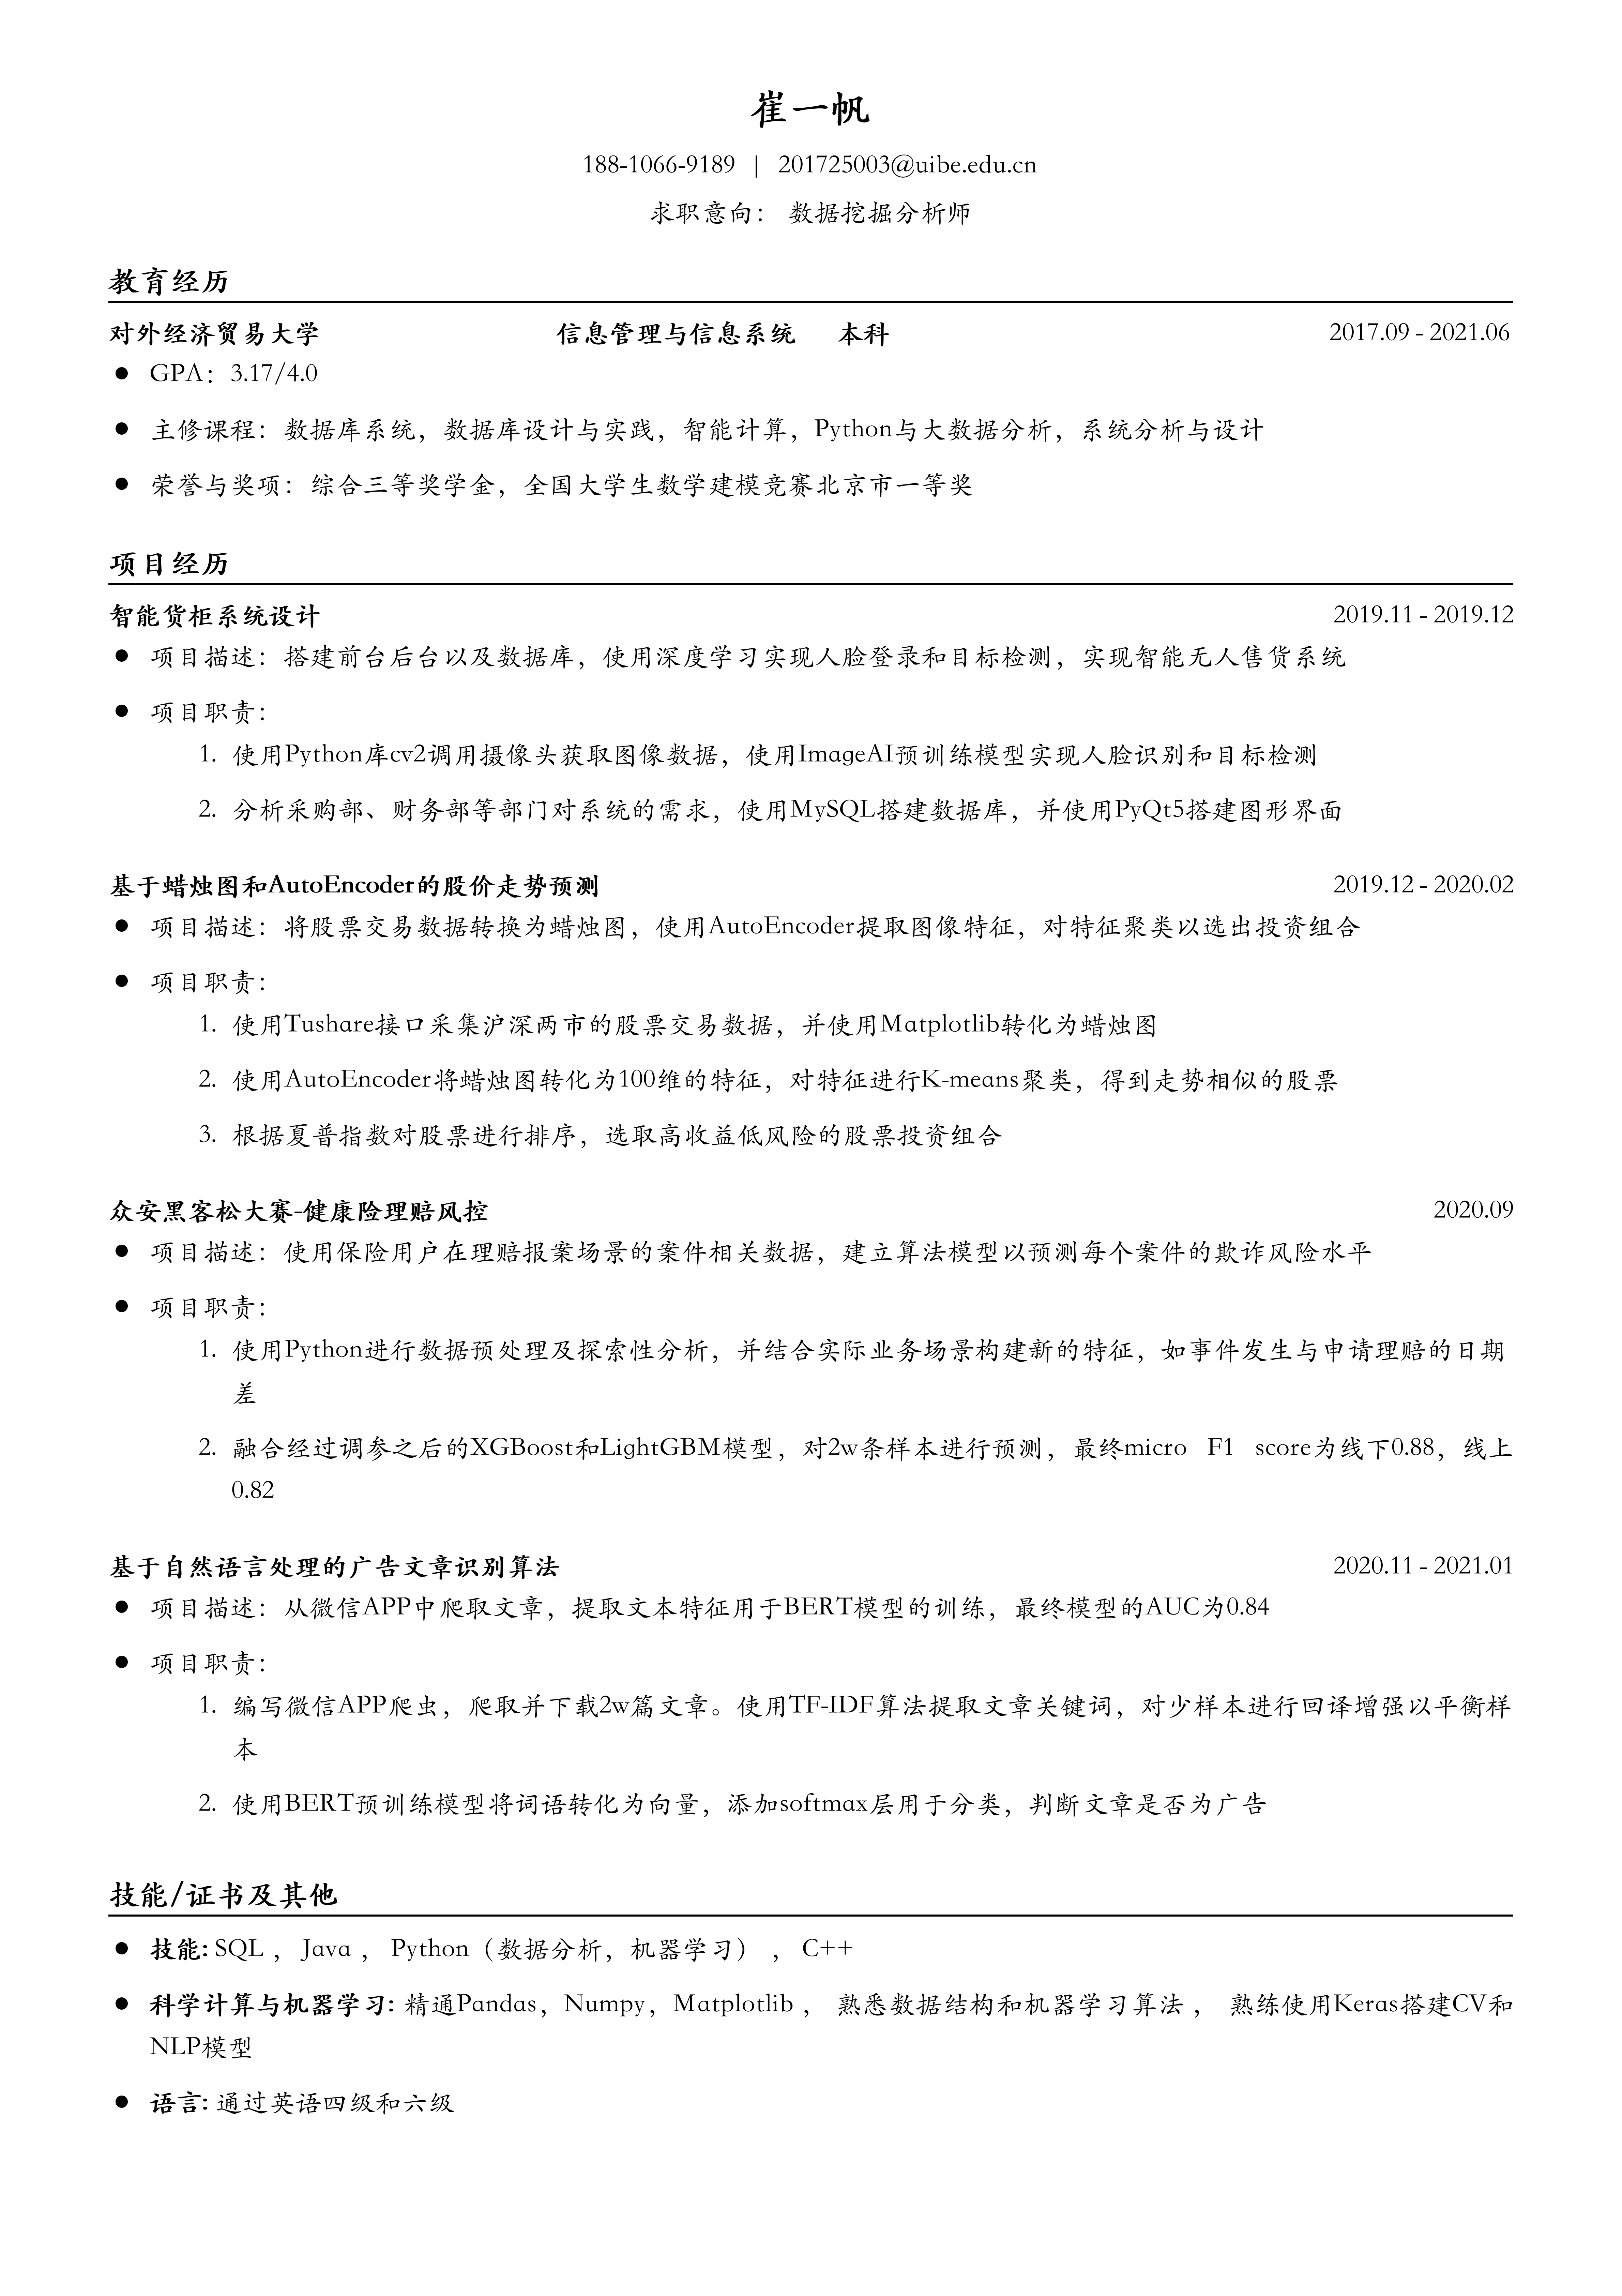 崔一帆
188-1066-9189 | 201725003@uibe.edu.cn
求职意向： 数据挖掘分析师
教育经历
对外经济贸易大学 信息管理与信息系统 本科 2017.09 - 2021.06
● GPA：3.17/4.0
● 主修课程：数据库系统，数据库设计与实践，智能计算，Python与大数据分析，系统分析与设计
● 荣誉与奖项：综合三等奖学金，全国大学生数学建模竞赛北京市一等奖
项目经历
智能货柜系统设计 2019.11 - 2019.12
● 项目描述：搭建前台后台以及数据库，使用深度学习实现人脸登录和目标检测，实现智能无人售货系统
● 项目职责：
1. 使用Python库cv2调用摄像头获取图像数据，使用ImageAI预训练模型实现人脸识别和目标检测
2. 分析采购部、财务部等部门对系统的需求，使用MySQL搭建数据库，并使用PyQt5搭建图形界面
基于蜡烛图和AutoEncoder的股价走势预测 2019.12 - 2020.02
● 项目描述：将股票交易数据转换为蜡烛图，使用AutoEncoder提取图像特征，对特征聚类以选出投资组合
● 项目职责：
1. 使用Tushare接口采集沪深两市的股票交易数据，并使用Matplotlib转化为蜡烛图
2. 使用AutoEncoder将蜡烛图转化为100维的特征，对特征进行K-means聚类，得到走势相似的股票
3. 根据夏普指数对股票进行排序，选取高收益低风险的股票投资组合
众安黑客松大赛-健康险理赔风控 2020.09
● 项目描述：使用保险用户在理赔报案场景的案件相关数据，建立算法模型以预测每个案件的欺诈风险水平
● 项目职责：
1. 使用Python进行数据预处理及探索性分析，并结合实际业务场景构建新的特征，如事件发生与申请理赔的日期
差
2. 融合经过调参之后的XGBoost和LightGBM模型，对2w条样本进行预测，最终micro F1 score为线下0.88，线上
0.82
基于自然语言处理的广告文章识别算法 2020.11 - 2021.01
● 项目描述：从微信APP中爬取文章，提取文本特征用于BERT模型的训练，最终模型的AUC为0.84
● 项目职责：
1. 编写微信APP爬虫，爬取并下载2w篇文章。使用TF-IDF算法提取文章关键词，对少样本进行回译增强以平衡样
本
2. 使用BERT预训练模型将词语转化为向量，添加softmax层用于分类，判断文章是否为广告
技能/证书及其他
● 技能: SQL ， Java ， Python（数据分析，机器学习） ， C++
● 科学计算与机器学习: 精通Pandas，Numpy，Matplotlib ， 熟悉数据结构和机器学习算法 ， 熟练使用Keras搭建CV和
NLP模型
● 语言: 通过英语四级和六级